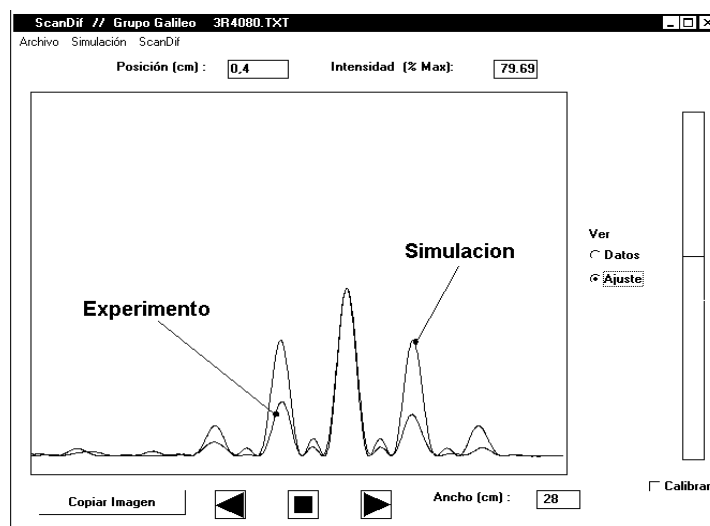 ScanDif // Grupo Galileo 3R4080.TXT
Archivo Simulación ScanDif
Posición (cm) : 0,4 Intensidad (% Max): 79.69
Simulacion
Experimento
Ver
Datos
Ajuste
Calibrar
Copiar Imagen Ancho (cm) : 28